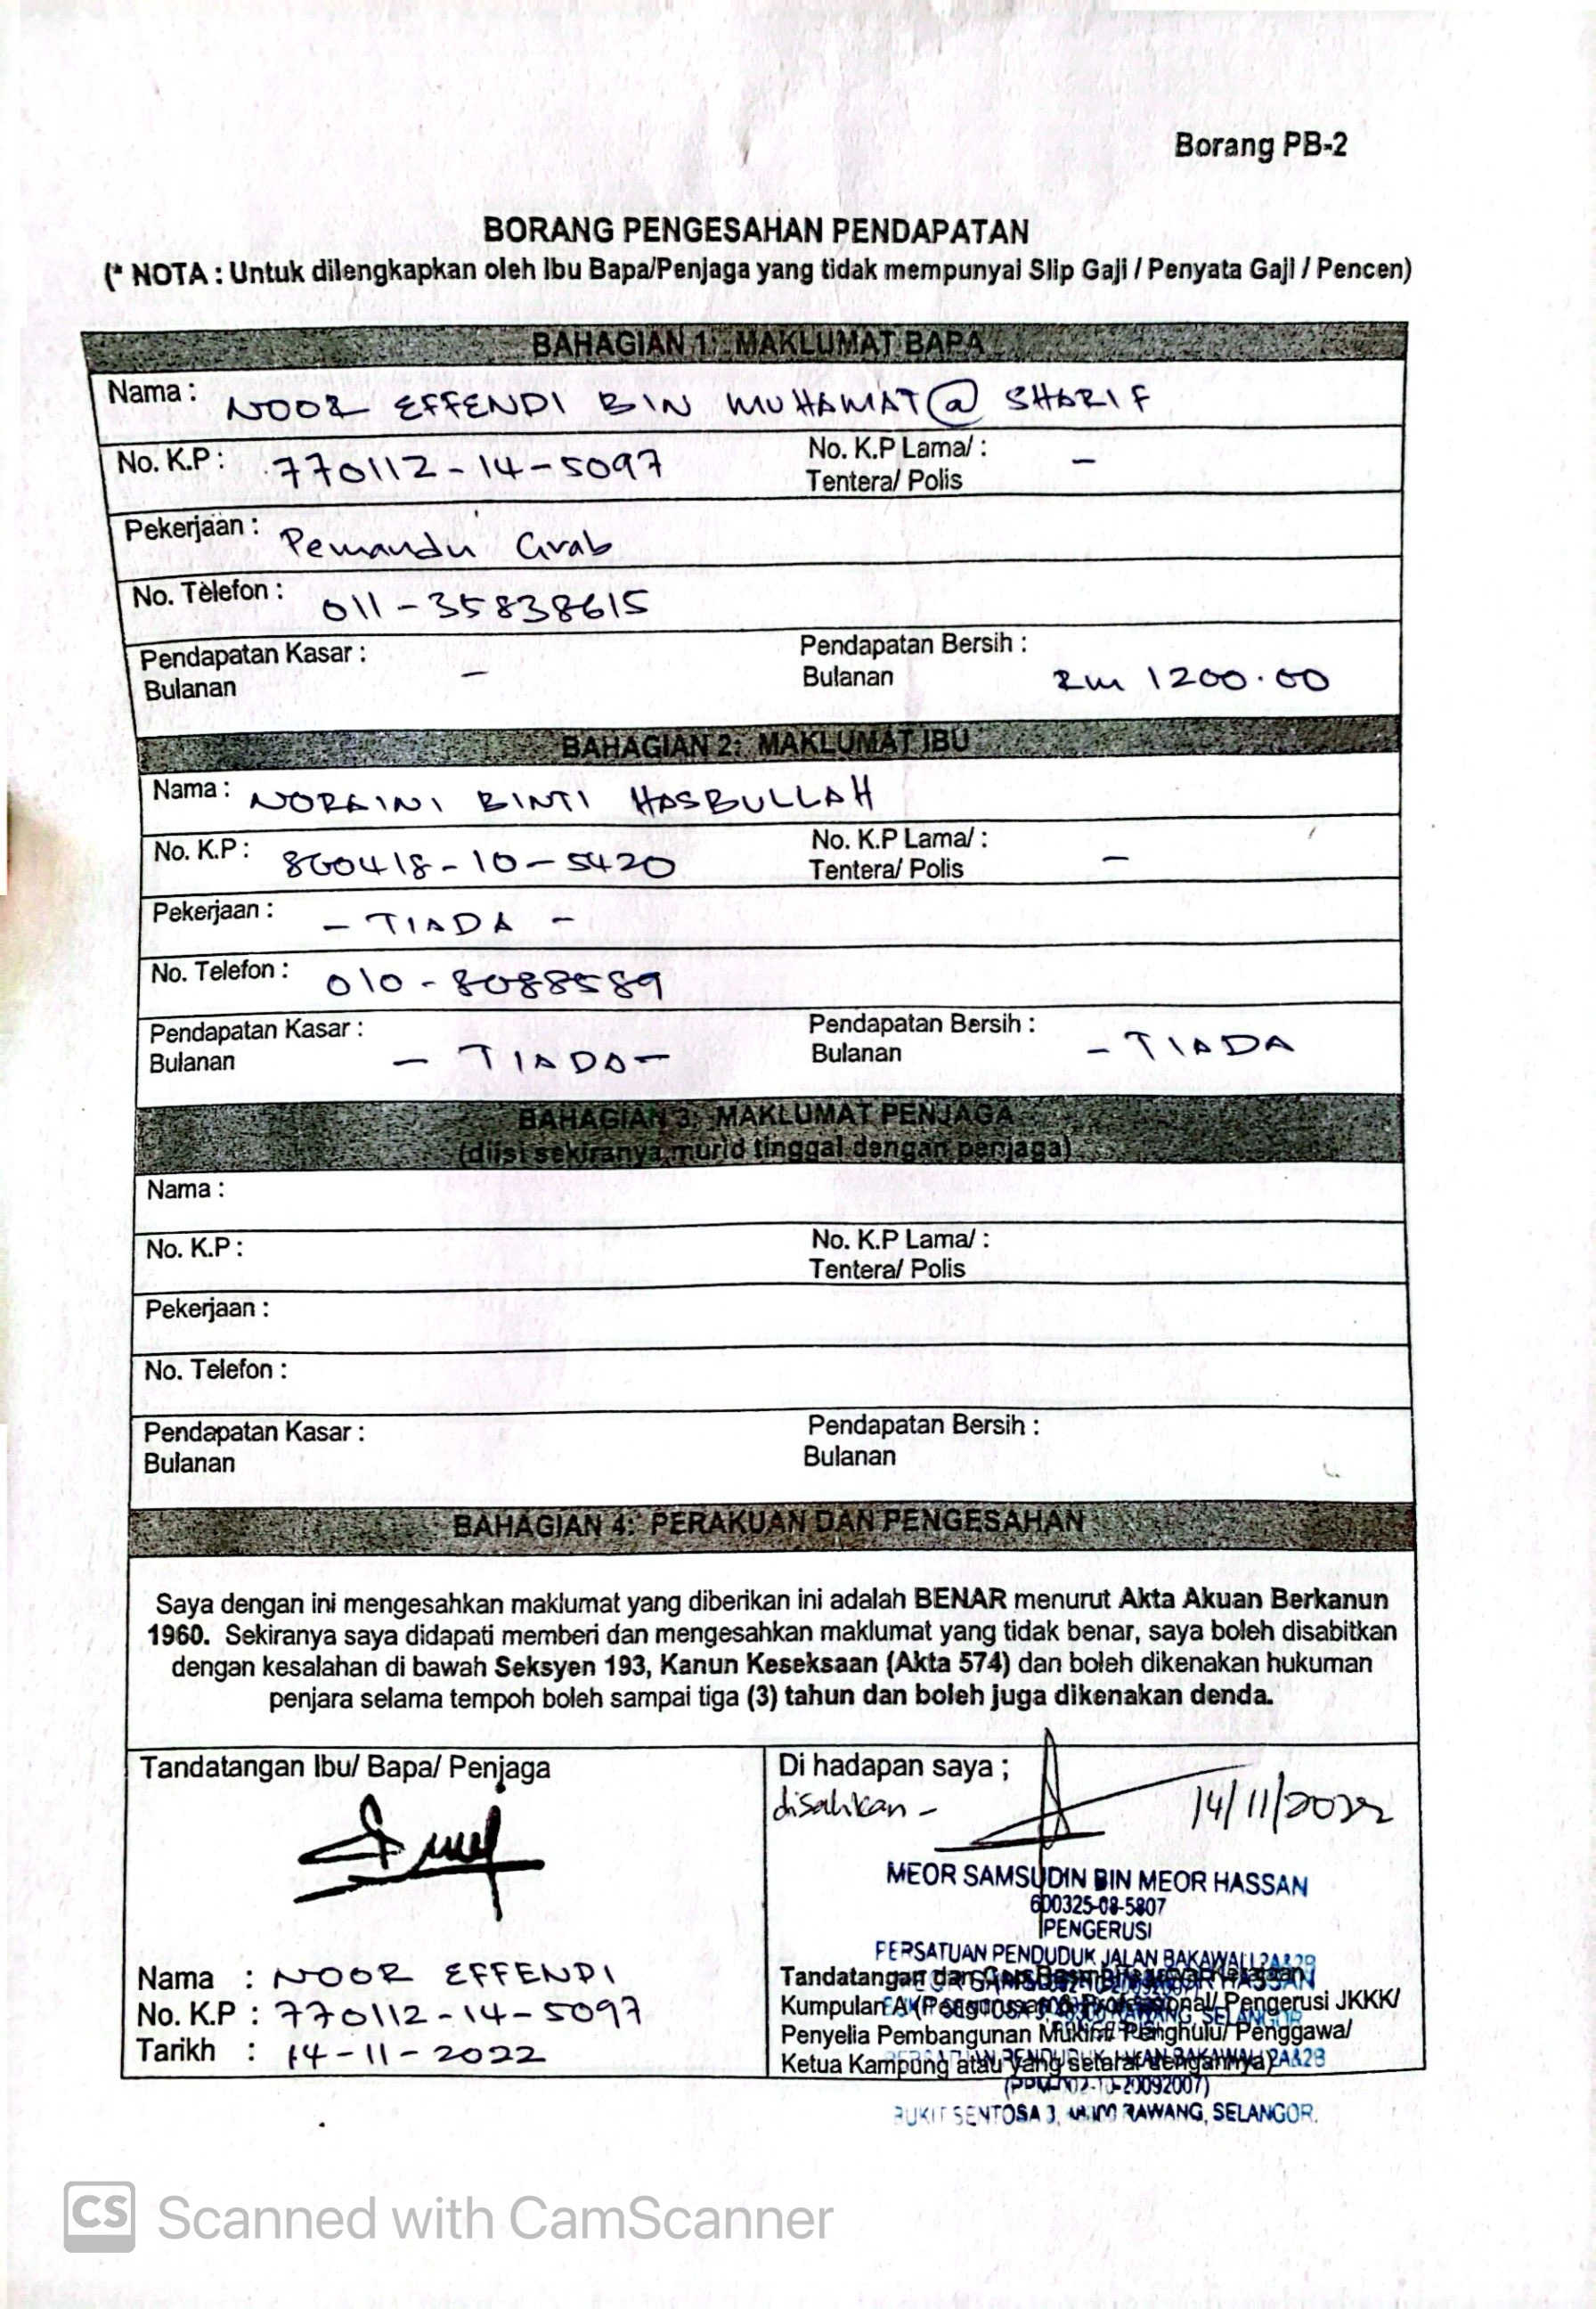 Borang PB-2
BORANG PENGESAHAN PENDAPATAN
(* NOTA : Untuk dilengkapkan oleh Ibu Bapa/Penjaga yang tidak mempunyai Slip Gaji / Penyata Gaji / Pencen)
BAHAGIAN 1: MAKLUMAT BAPA
Nama : NOOR EFFENDI BIN MUHAMAT @ SHARIF
No. K.P : 770112-14-5097 No. K.P Lama/ : -
Tentera/ Polis
Pekerjaan : Pemandu Grab
No. Telefon : 011-35838615
Pendapatan Kasar : - Pendapatan Bersih :
Bulanan Bulanan RM 1200.00
BAHAGIAN 2: MAKLUMAT IBU
Nama : NORAINI BINTI HASBULLAH
No. K.P : 860418-10-5420 No. K.P Lama/ : -
Tentera/ Polis
Pekerjaan : - TIADA -
No. Telefon : 010-8088589
Pendapatan Kasar : Pendapatan Bersih :
Bulanan - TIADA - Bulanan - TIADA
BAHAGIAN 3: MAKLUMAT PENJAGA
(diisi sekiranya murid tinggal dengan penjaga)
Nama :
No. K.P : No. K.P Lama/ :
Tentera/ Polis
Pekerjaan :
No. Telefon :
Pendapatan Kasar : Pendapatan Bersih :
Bulanan Bulanan
BAHAGIAN 4: PERAKUAN DAN PENGESAHAN
Saya dengan ini mengesahkan maklumat yang diberikan ini adalah BENAR menurut Akta Akuan Berkanun
1960. Sekiranya saya didapati memberi dan mengesahkan maklumat yang tidak benar, saya boleh disabitkan
dengan kesalahan di bawah Seksyen 193, Kanun Keseksaan (Akta 574) dan boleh dikenakan hukuman
penjara selama tempoh boleh sampai tiga (3) tahun dan boleh juga dikenakan denda.
Tandatangan Ibu/ Bapa/ Penjaga
Nama : NOOR EFFENDI
No. K.P : 770112-14-5097
Tarikh : 14-11-2022
Di hadapan saya ;
disahkan - 14/11/2022
MEOR SAMSUDIN BIN MEOR HASSAN
600325-08-5807
PENGERUSI
PERSATUAN PENDUDUK JALAN BAKAWALI 2A&2B
Tandatangan dan
Kumpulan A (Pengurusan & Professional/ Pengerusi JKKK/
Penyelia Pembangunan Mukim/ Penghulu/ Penggawa/
Ketua Kampung atau yang setaraf dengannya)
BUKIT SENTOSA 3, RAWANG, SELANGOR.
CS Scanned with CamScanner